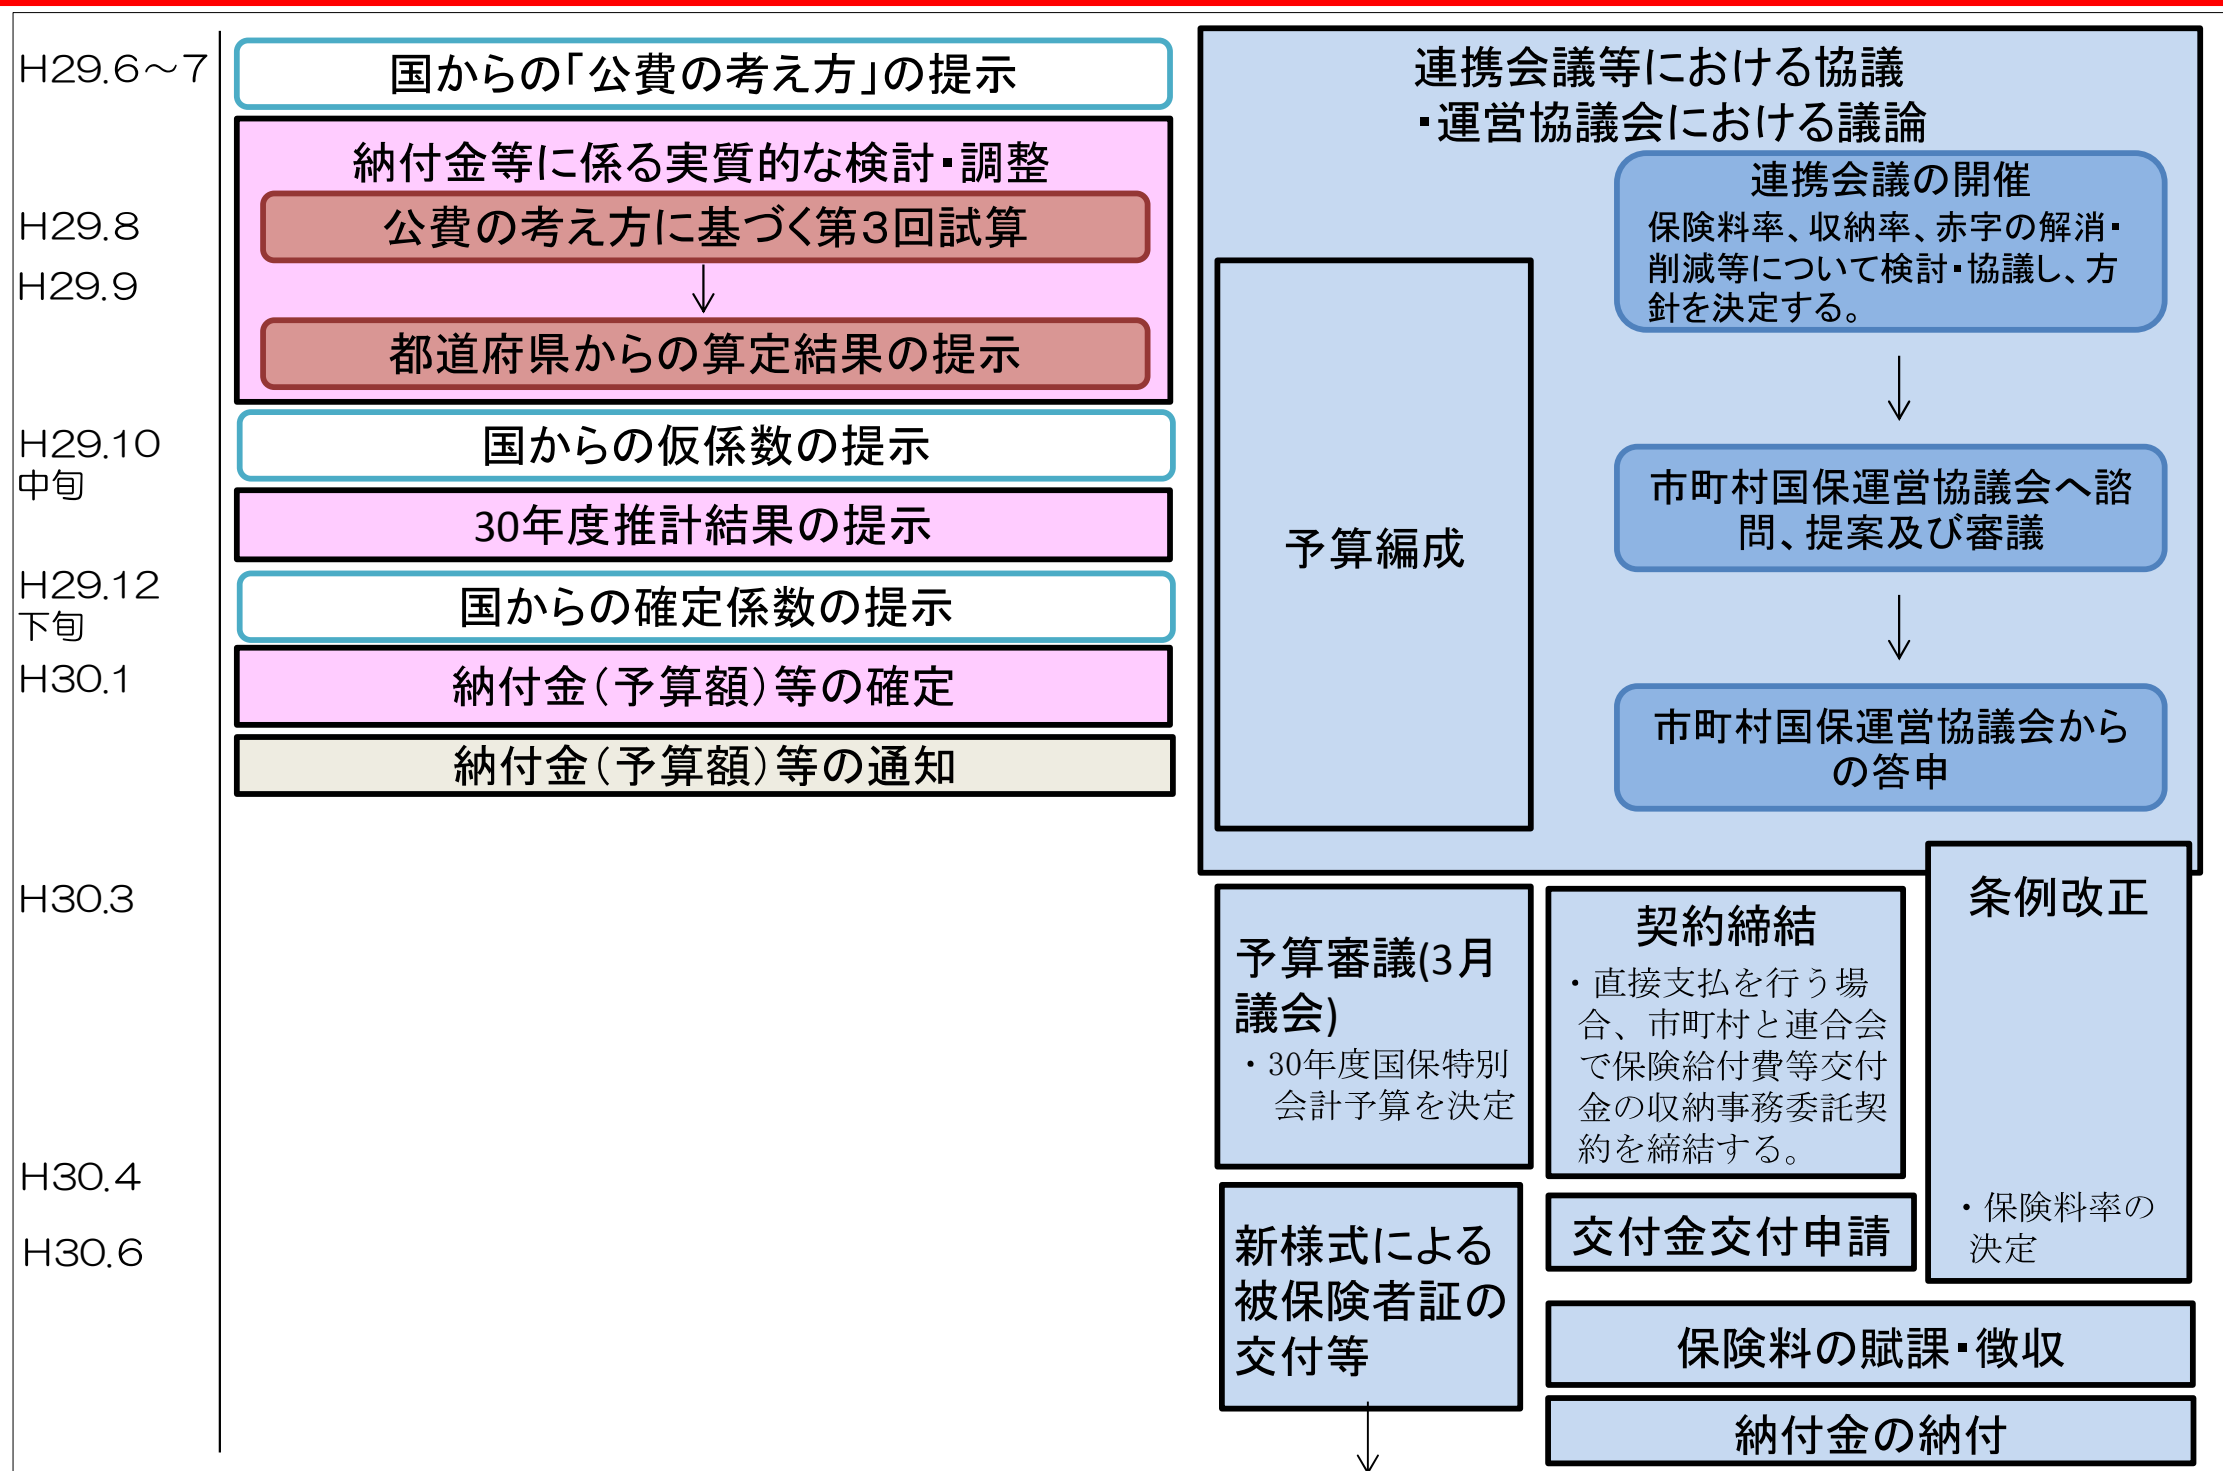 H29.6～7
国からの「公費の考え方」の提示
納付金等に係る実質的な検討・調整
H29.8
公費の考え方に基づく第3回試算
H29.9
都道府県からの算定結果の提示
H29.10
中旬
国からの仮係数の提示
30年度推計結果の提示
H29.12
下旬
国からの確定係数の提示
H30.1
納付金（予算額）等の確定
納付金（予算額）等の通知
H30.3
H30.4
H30.6
連携会議等における協議
・運営協議会における議論
連携会議の開催
保険料率、収納率、赤字の解消・
削減等について検討・協議し、方
針を決定する。
市町村国保運営協議会へ諮
問、提案及び審議
市町村国保運営協議会から
の答申
予算編成
予算審議(3月
議会)
・30年度国保特別
会計予算を決定
契約締結
・直接支払を行う場
合、市町村と連合会
で保険給付費等交付
金の収納事務委託契
約を締結する。
条例改正
・保険料率の
決定
新様式による
被保険者証の
交付等
交付金交付申請
保険料の賦課・徴収
納付金の納付